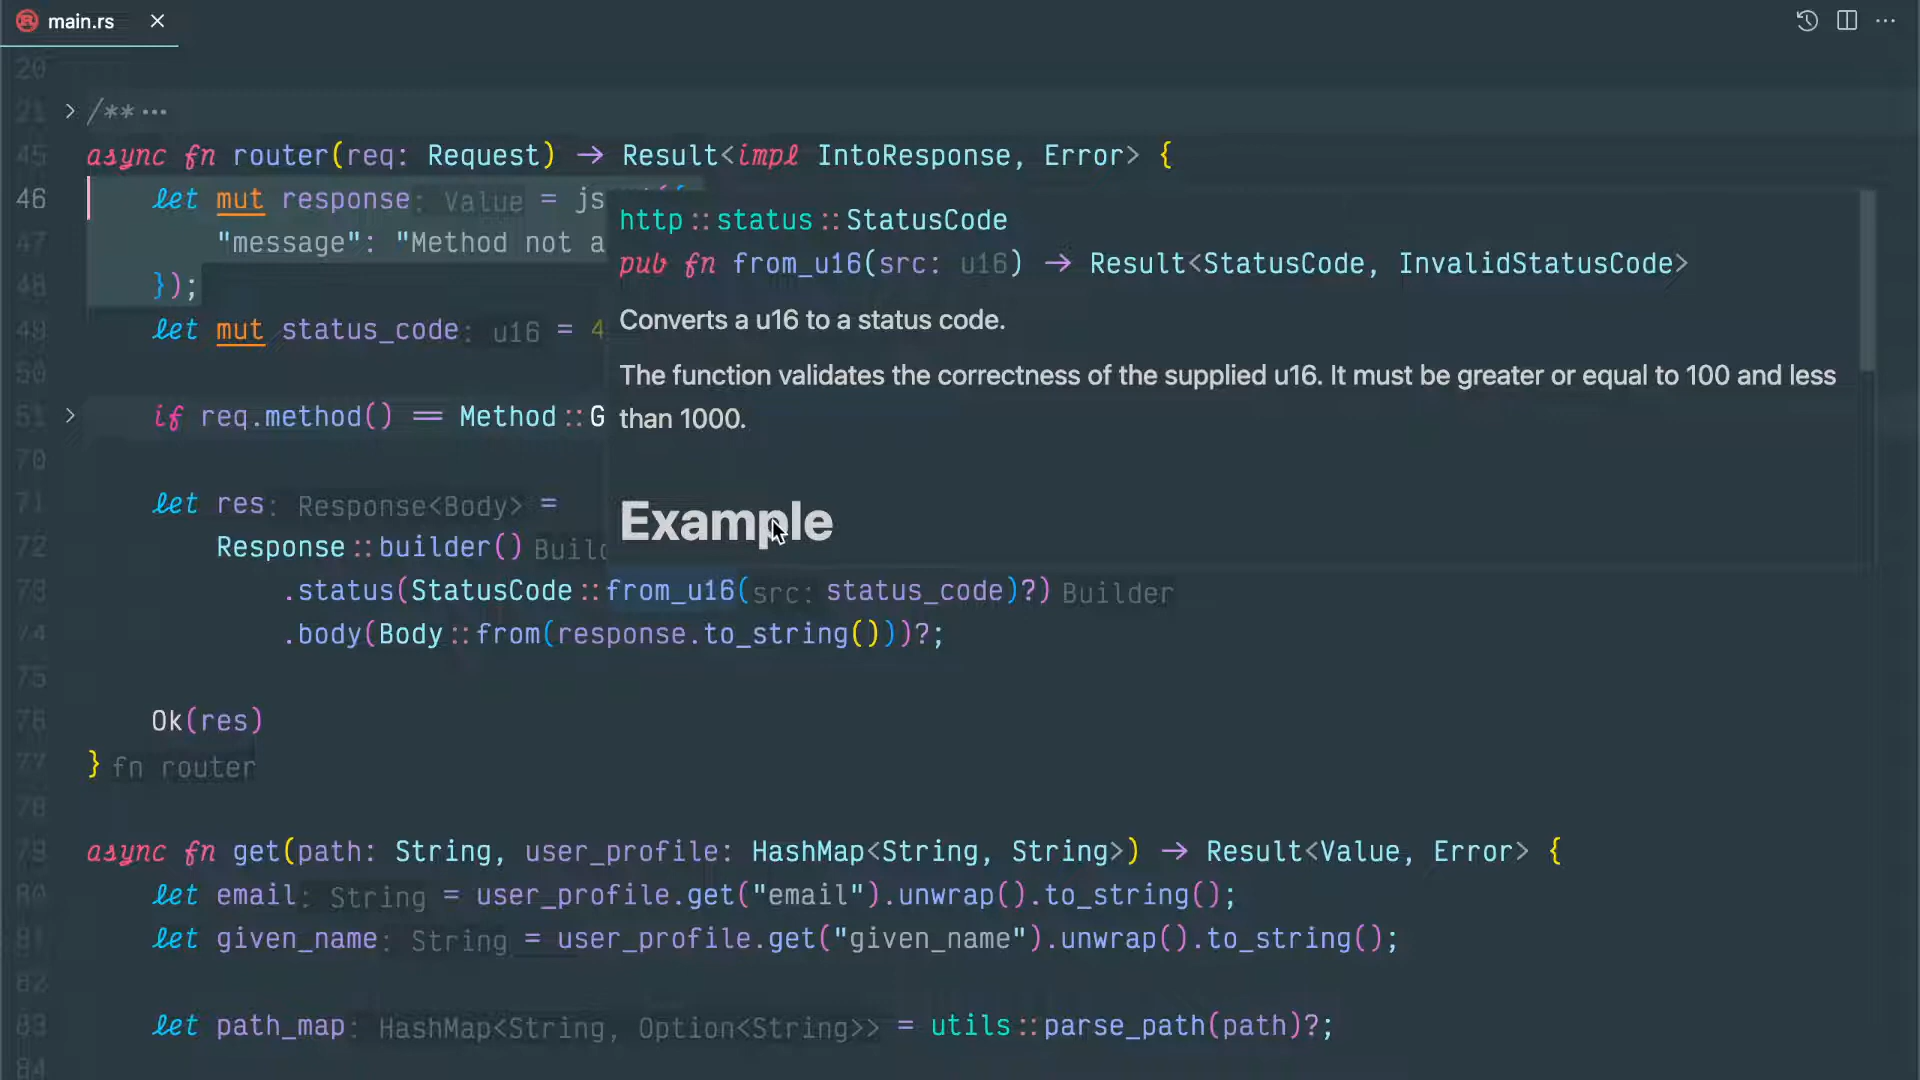 main.rs
20
21 /** ...
45 async fn router(req: Request) → Result<impl IntoResponse, Error> {
46 let mut response: Value = js
47 "message": "Method not a
48 });
49 let mut status_code: u16 = 4
50
51 if req.method() == Method::G
70
71 let res: Response<Body> =
72 Response::builder()
73 .status(StatusCode::from_u16(src: status_code)?) Builder
74 .body(Body::from(response.to_string()))?;
75
76 Ok(res)
77 } fn router
78
79 async fn get(path: String, user_profile: HashMap<String, String>) → Result<Value, Error> {
80 let email: String = user_profile.get("email").unwrap().to_string();
81 let given_name: String = user_profile.get("given_name").unwrap().to_string();
82
83 let path_map: HashMap<String, Option<String>> = utils::parse_path(path)?;
84
http::status::StatusCode
pub fn from_u16(src: u16) → Result<StatusCode, InvalidStatusCode>
Converts a u16 to a status code.
The function validates the correctness of the supplied u16. It must be greater or equal to 100 and less
than 1000.
Example